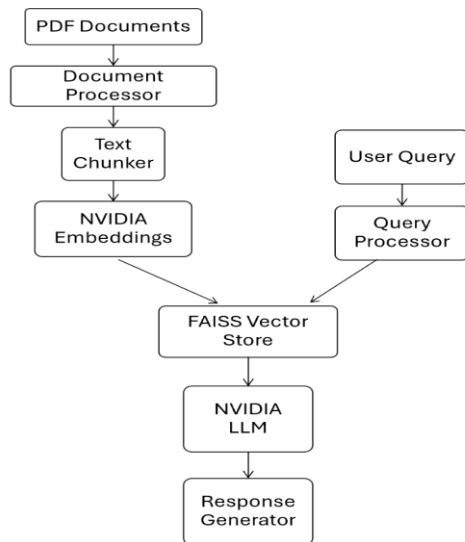 PDF Documents
Document
Processor
Text
Chunker
NVIDIA
Embeddings
User Query
Query
Processor
FAISS Vector
Store
NVIDIA
LLM
Response
Generator